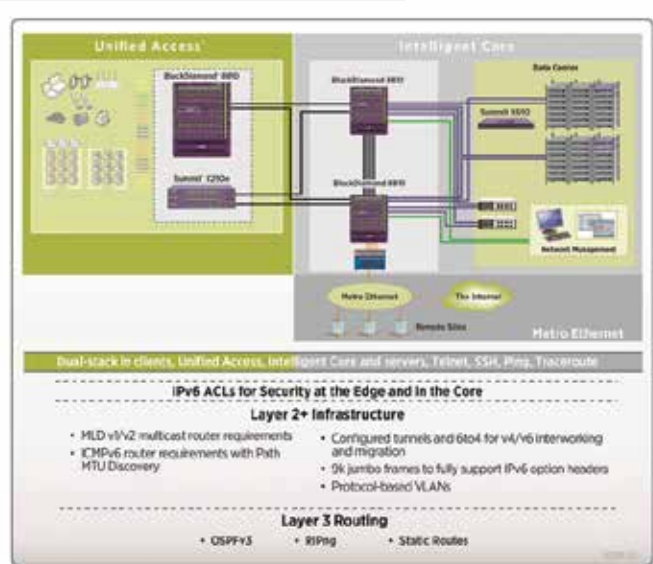 Unified Access
Intelligent Core
BlackDiamond® 8810
BlackDiamond 8810
Data Center
Summit X650
Summit® X250e
BlackDiamond 8810
Network Management
Metro Ethernet
The Internet
Remote Sites
Metro Ethernet
Dual-stack in clients, Unified Access, Intelligent Core and servers, Telnet, SSH, Ping, Traceroute
IPv6 ACLs for Security at the Edge and in the Core
Layer 2+ Infrastructure
• MLD v1/v2 multicast router requirements
• ICMPv6 router requirements with Path
MTU Discovery
• Configured tunnels and 6to4 for v4/v6 interworking
and migration
• 9k jumbo frames to fully support IPv6 option headers
• Protocol-based VLANs
Layer 3 Routing
• OSPFv3 • RIPng • Static Routes